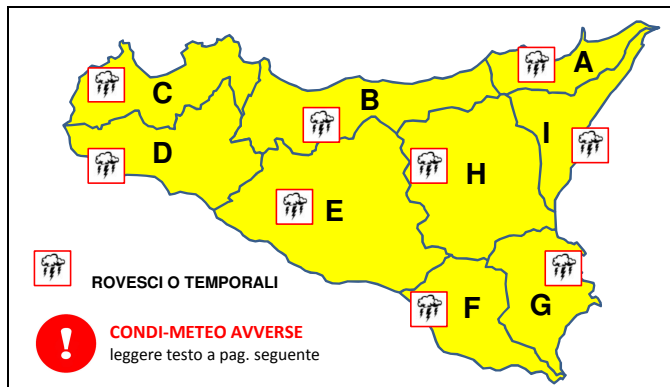 A
B
C
I
D
H
E
ROVESCI O TEMPORALI
F
G
CONDI-METEO AVVERSE
leggere testo a pag. seguente
!